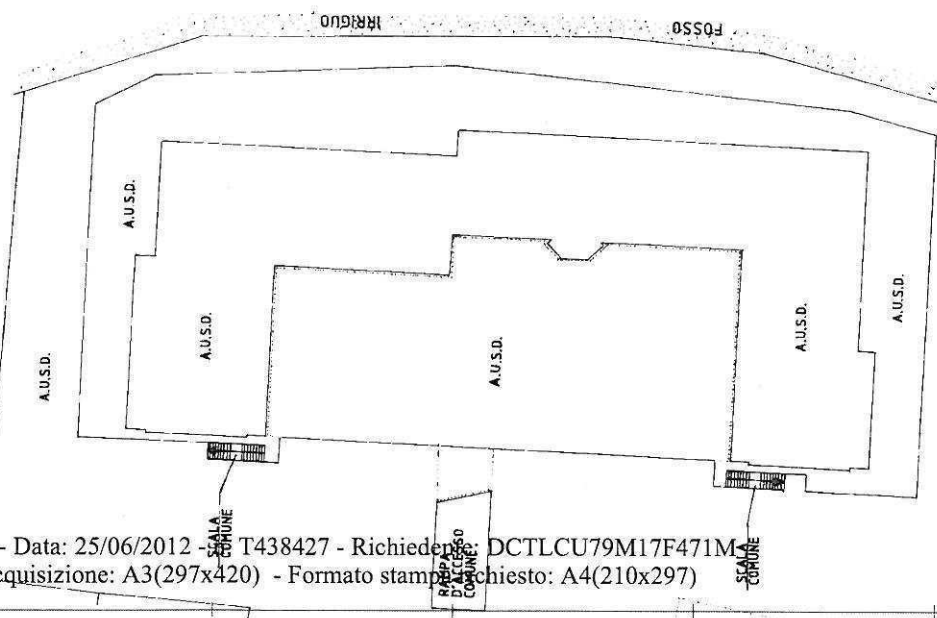 IRRIGUO
FOSSO
A.U.S.D.
A.U.S.D.
A.U.S.D.
A.U.S.D.
A.U.S.D.
A.U.S.D.
SCALA
COMUNE
RAMPA
D'ACCESSO
COMUNE
SCALA
COMUNE
- Data: 25/06/2012 - T438427 - Richiedente: DCTLCU79M17F471M
cquisizione: A3(297x420) - Formato stampa richiesto: A4(210x297)